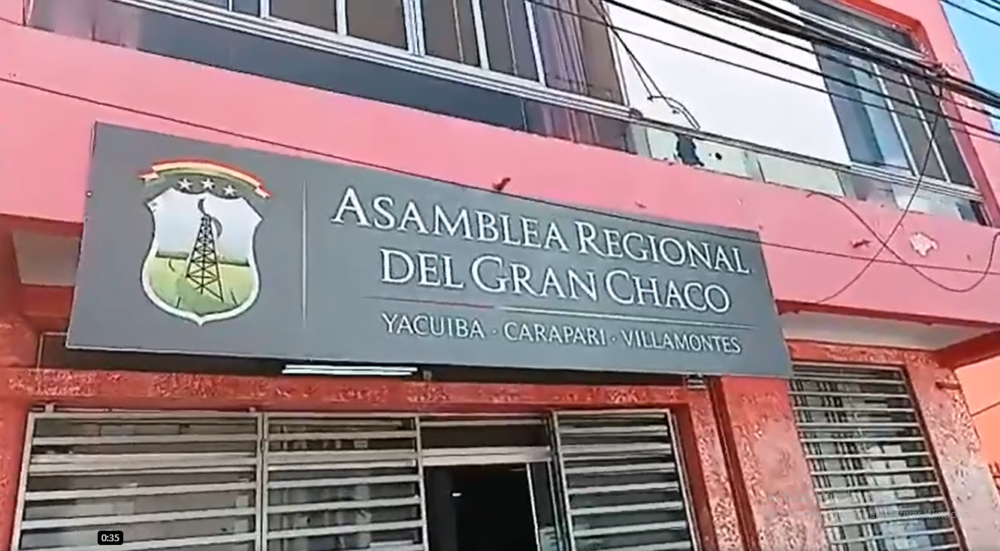 ASAMBLEA REGIONAL
DEL GRAN CHACO
YACUIBA · CARAPARI · VILLAMONTES
0:35